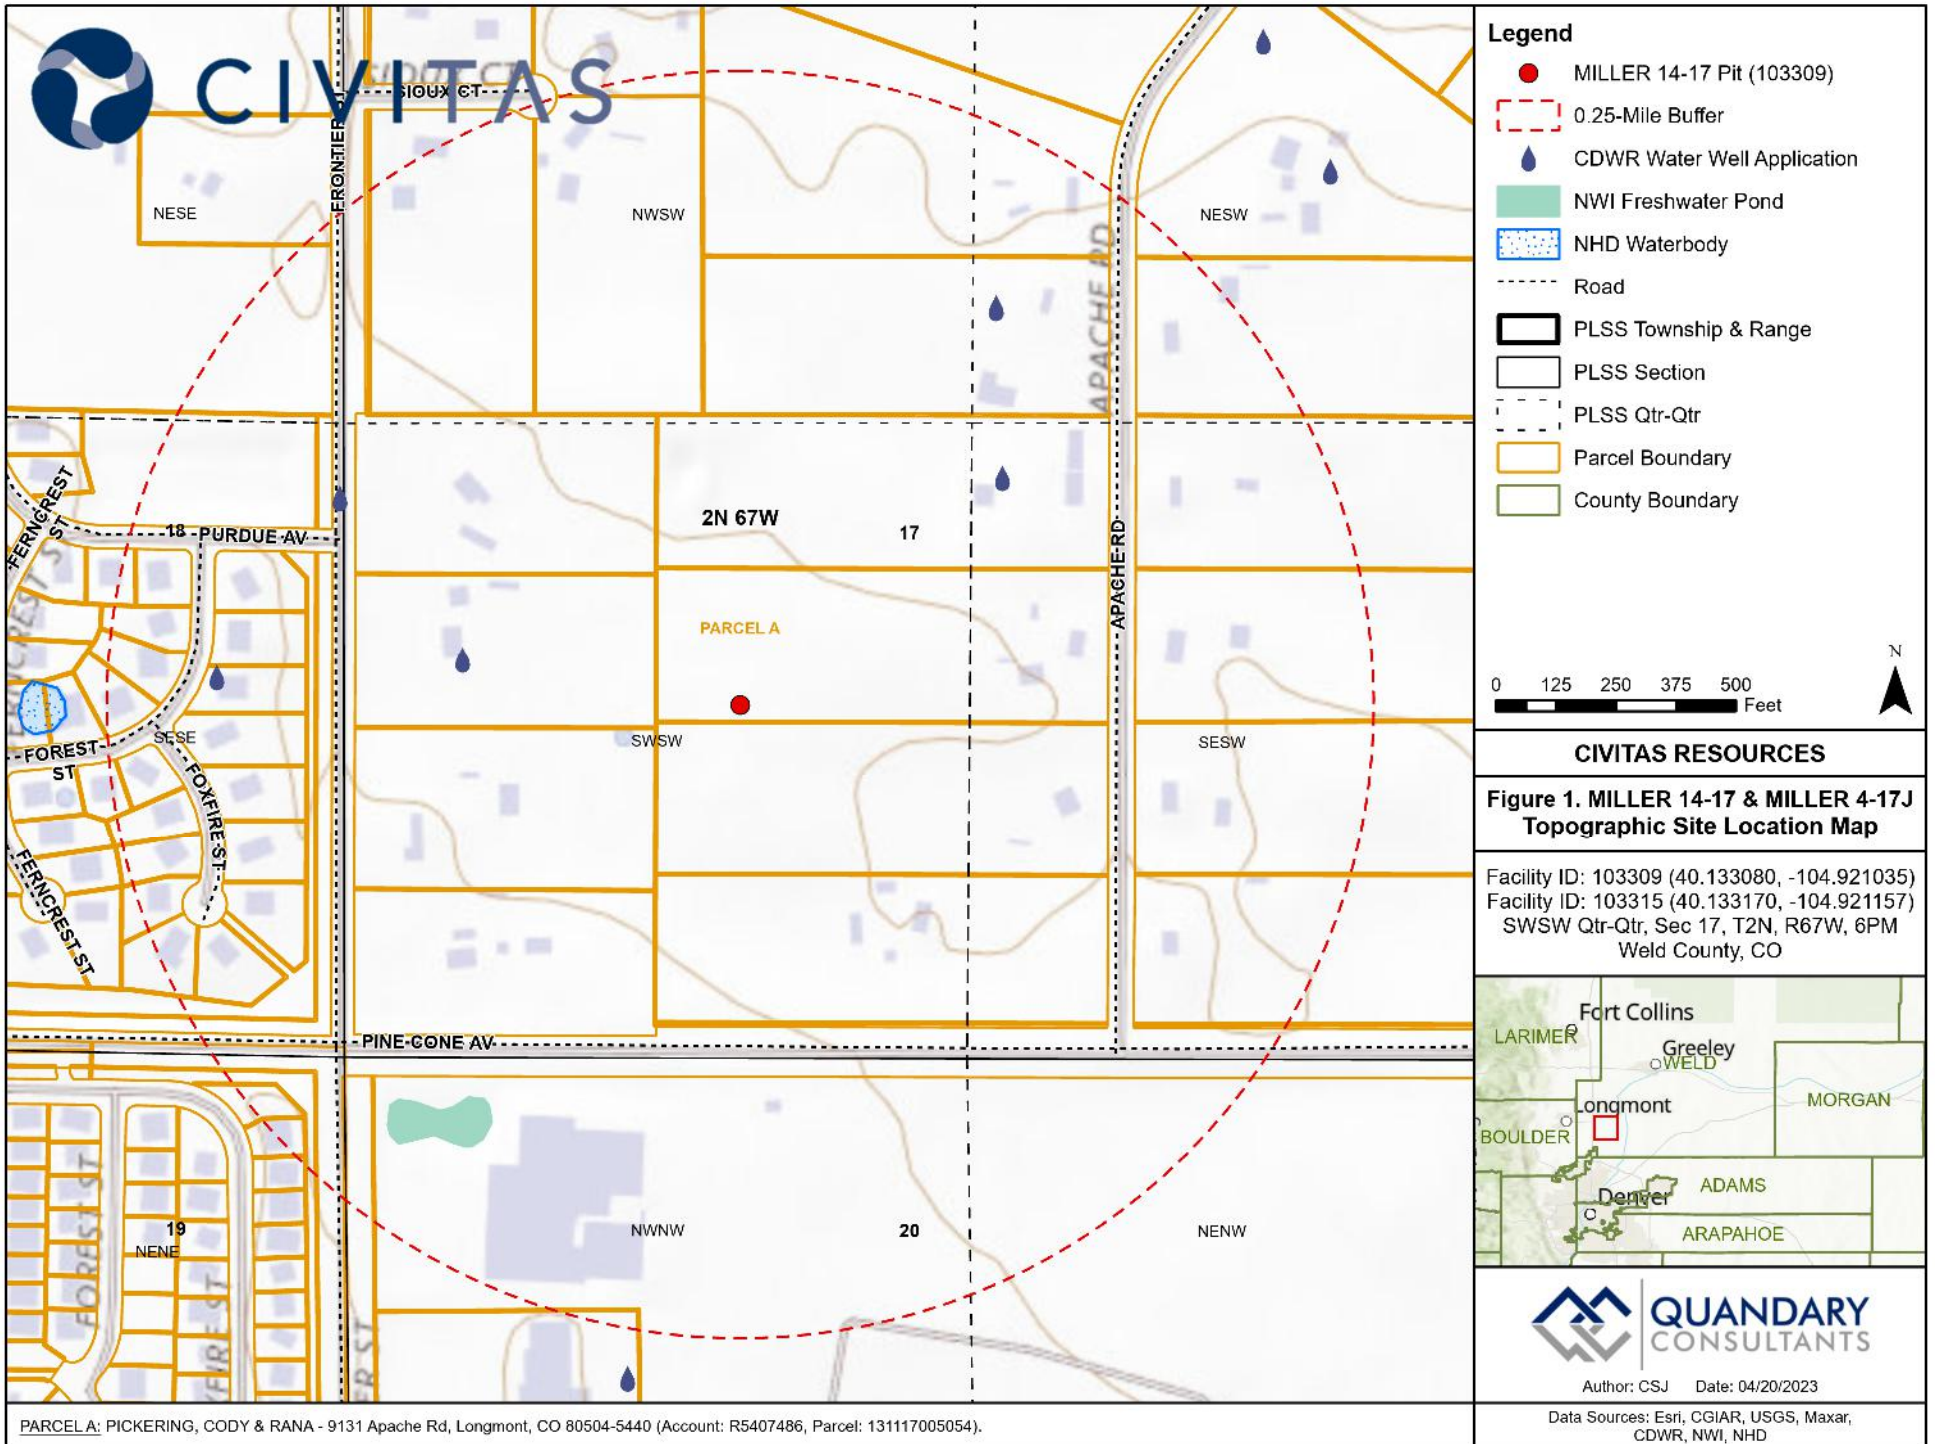 CIVITAS
SIOUX CT
SIOUX CT
FRONTIER
NESE
NWSW
NESW
APACHE RD
APACHE RD
2N 67W
17
18
PURDUE AV
FERNCREST ST
FERNCREST S
PARCEL A
SWSW
SESW
SESE
FOREST ST
FOXFIRE ST
FERNCREST ST
PINE CONE AV
FOREST ST
19
NENE
NWNW
20
NENW
ER ST
XFIRE ST
PARCEL A: PICKERING, CODY & RANA - 9131 Apache Rd, Longmont, CO 80504-5440 (Account: R5407486, Parcel: 131117005054).
Legend
MILLER 14-17 Pit (103309)
0.25-Mile Buffer
CDWR Water Well Application
NWI Freshwater Pond
NHD Waterbody
Road
PLSS Township & Range
PLSS Section
PLSS Qtr-Qtr
Parcel Boundary
County Boundary
N
0 125 250 375 500
Feet
CIVITAS RESOURCES
Figure 1. MILLER 14-17 & MILLER 4-17J
Topographic Site Location Map
Facility ID: 103309 (40.133080, -104.921035)
Facility ID: 103315 (40.133170, -104.921157)
SWSW Qtr-Qtr, Sec 17, T2N, R67W, 6PM
Weld County, CO
Fort Collins
LARIMER
Greeley
WELD
Longmont
MORGAN
BOULDER
ADAMS
Denver
ARAPAHOE
QUANDARY
CONSULTANTS
Author: CSJ Date: 04/20/2023
Data Sources: Esri, CGIAR, USGS, Maxar,
CDWR, NWI, NHD